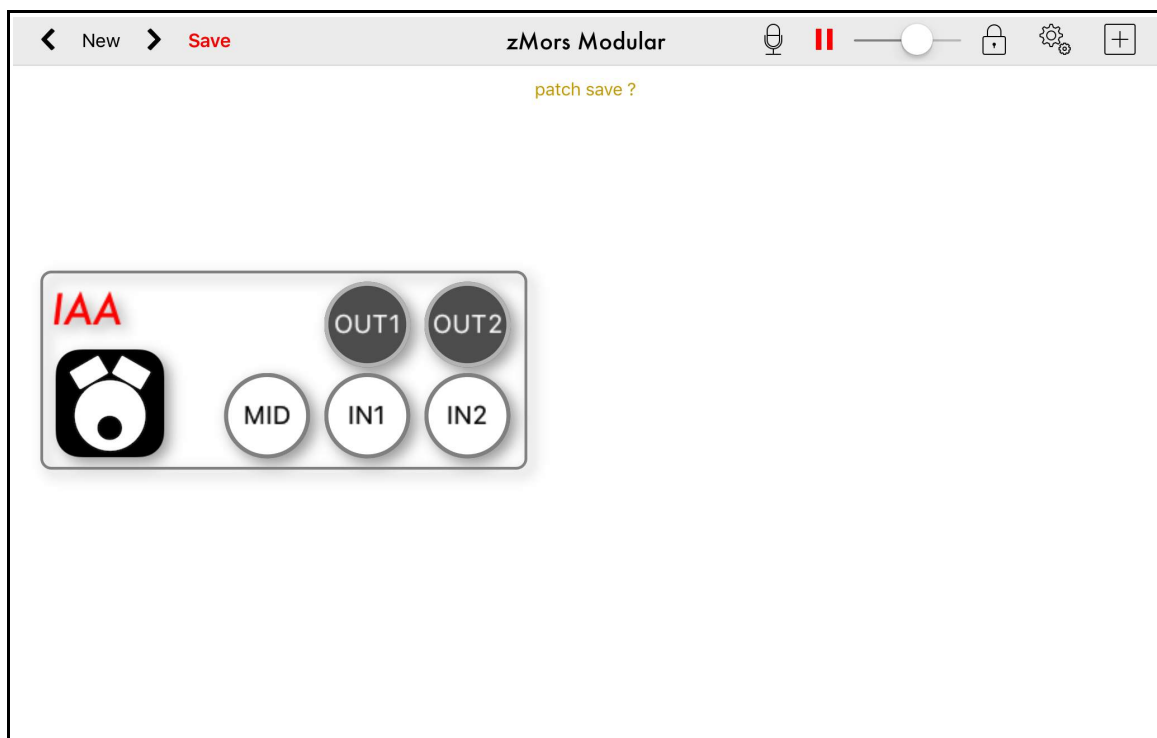 New Save zMors Modular
patch save ?
IAA
OUT1 OUT2
MID IN1 IN2